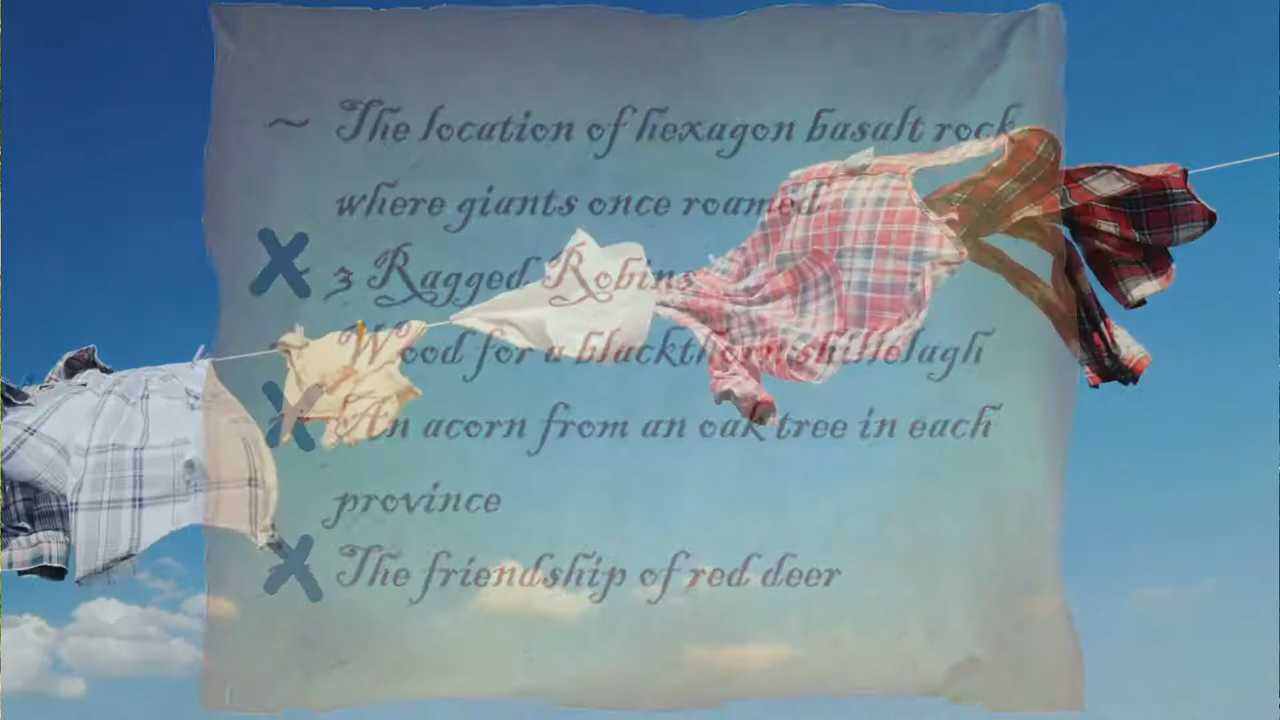 ~ The location of hexagon basalt rock
where giants once roamed
3 Ragged Robins
Wood for a blackthorn shillelagh
An acorn from an oak tree in each
province
The friendship of red deer